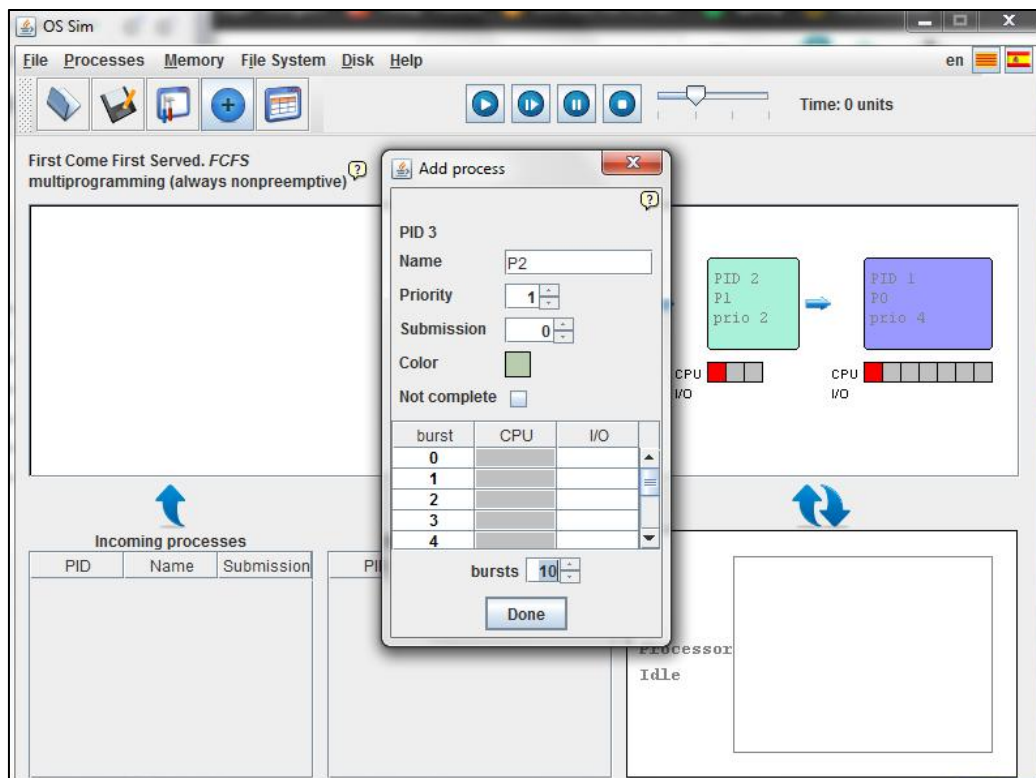 OS Sim
File Processes Memory File System Disk Help en
Time: 0 units
First Come First Served. FCFS
multiprogramming (always nonpreemptive)
?
Add process
?
PID 3
Name P2
Priority 1
Submission 0
Color
Not complete
burst CPU I/O
0
1
2
3
4
bursts 10
Done
PID 2
P1
prio 2
CPU
I/O
PID 1
P0
prio 4
CPU
I/O
Incoming processes
PID Name Submission
Processor
Idle